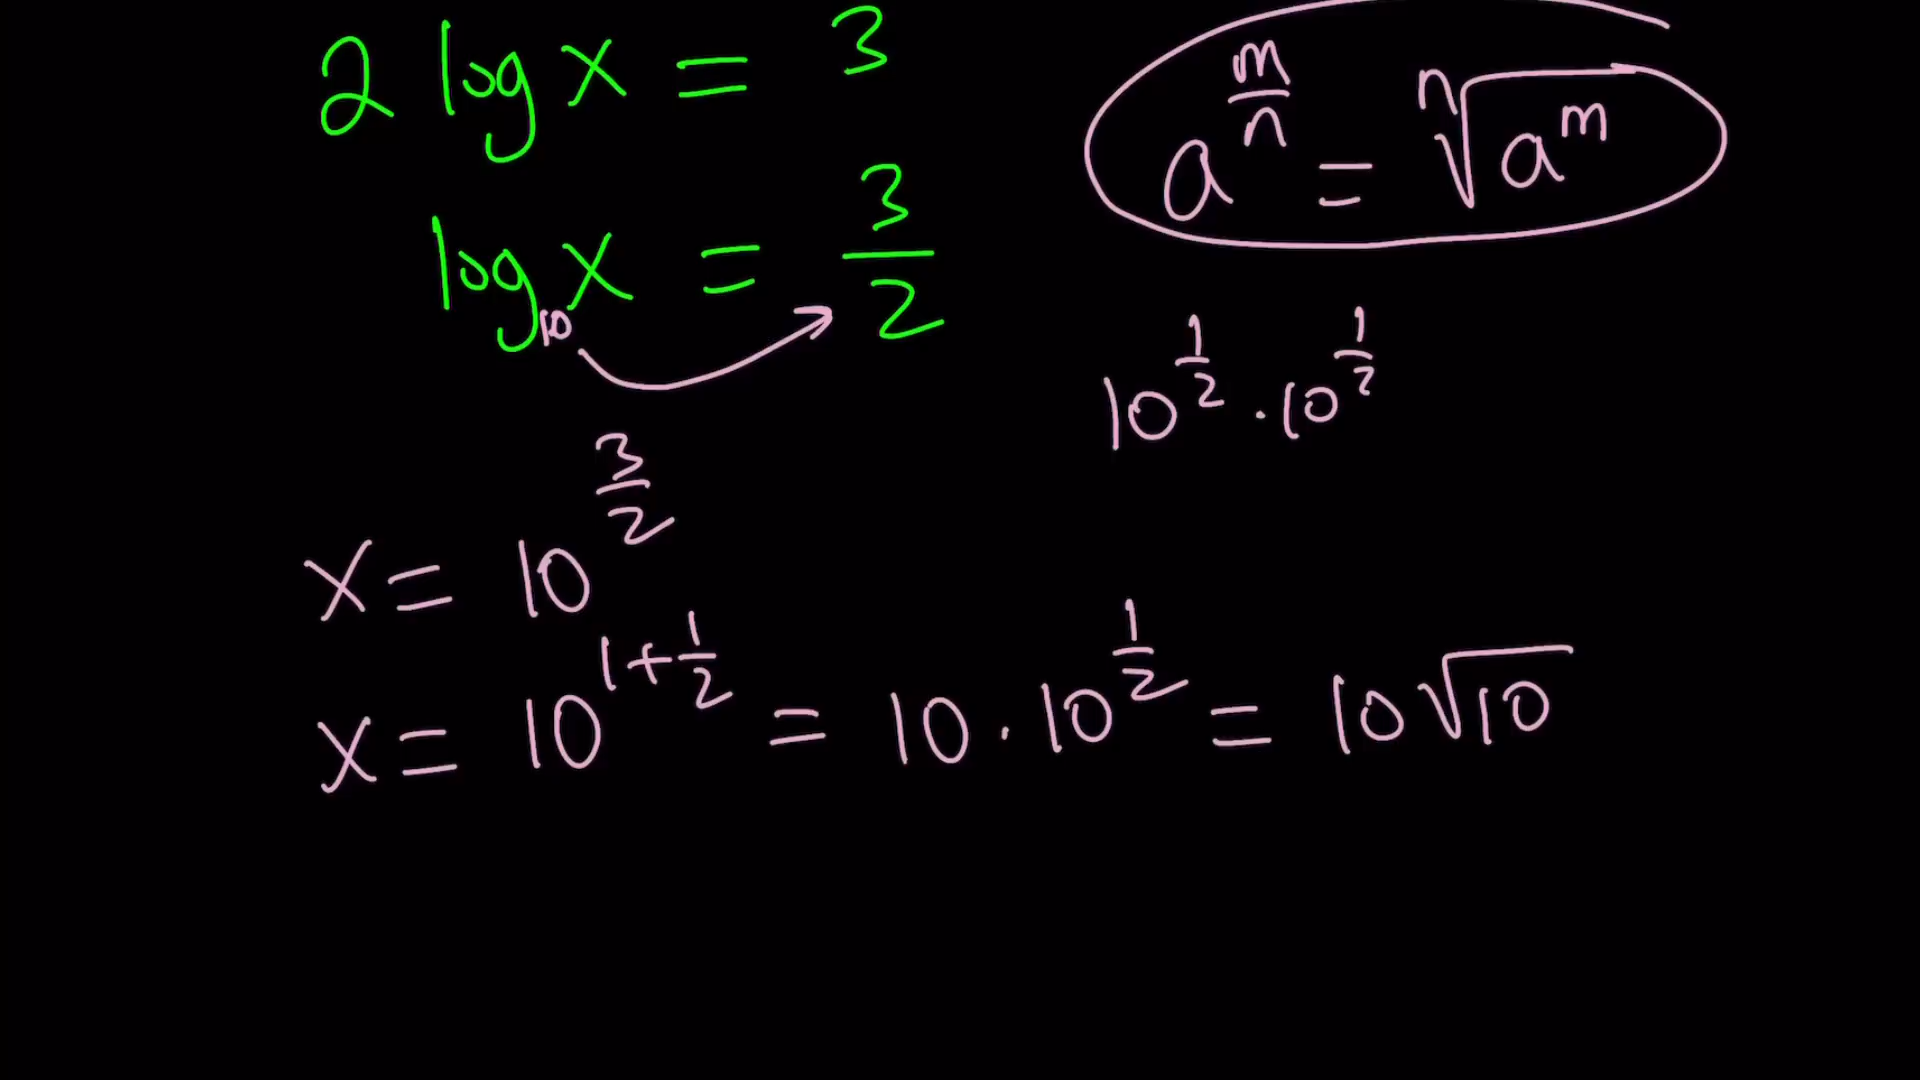 2 log x = 3
a^(m/n) = ⁿ√(a^m)
log₁₀ x = 3/2
10^(1/2) · 10^(1/2)
x = 10^(3/2)
x = 10^(1+1/2) = 10 · 10^(1/2) = 10√10